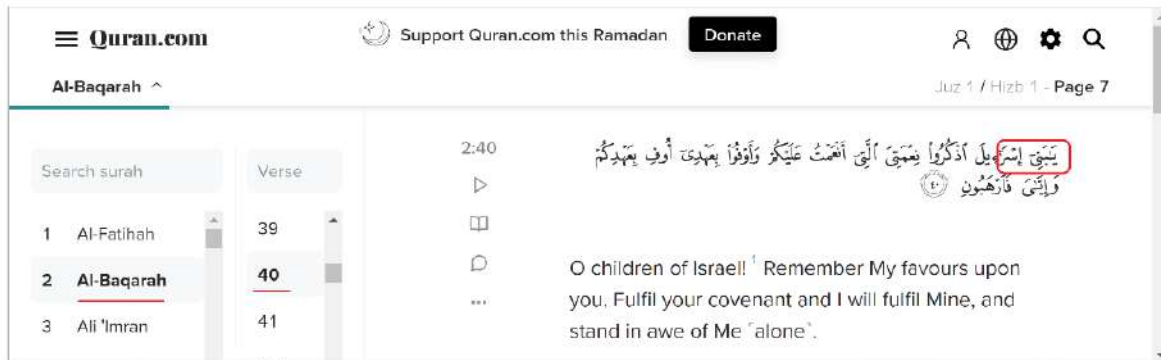 Quran.com
Support Quran.com this Ramadan
Donate
Al-Baqarah
Juz 1 / Hizb 1 - Page 7
Search surah
Verse
1 Al-Fatihah
2 Al-Baqarah
3 Ali 'Imran
39
40
41
2:40
يَـٰبَنِىٓ إِسْرَٰٓءِيلَ ٱذْكُرُوا۟ نِعْمَتِىَ ٱلَّتِىٓ أَنْعَمْتُ عَلَيْكُمْ وَأَوْفُوا۟ بِعَهْدِىٓ أُوفِ بِعَهْدِكُمْ
وَإِيَّـٰىَ فَٱرْهَبُونِ ٤٠
O children of Israel! 1 Remember My favours upon
you. Fulfil your covenant and I will fulfil Mine, and
stand in awe of Me ˹alone˺.